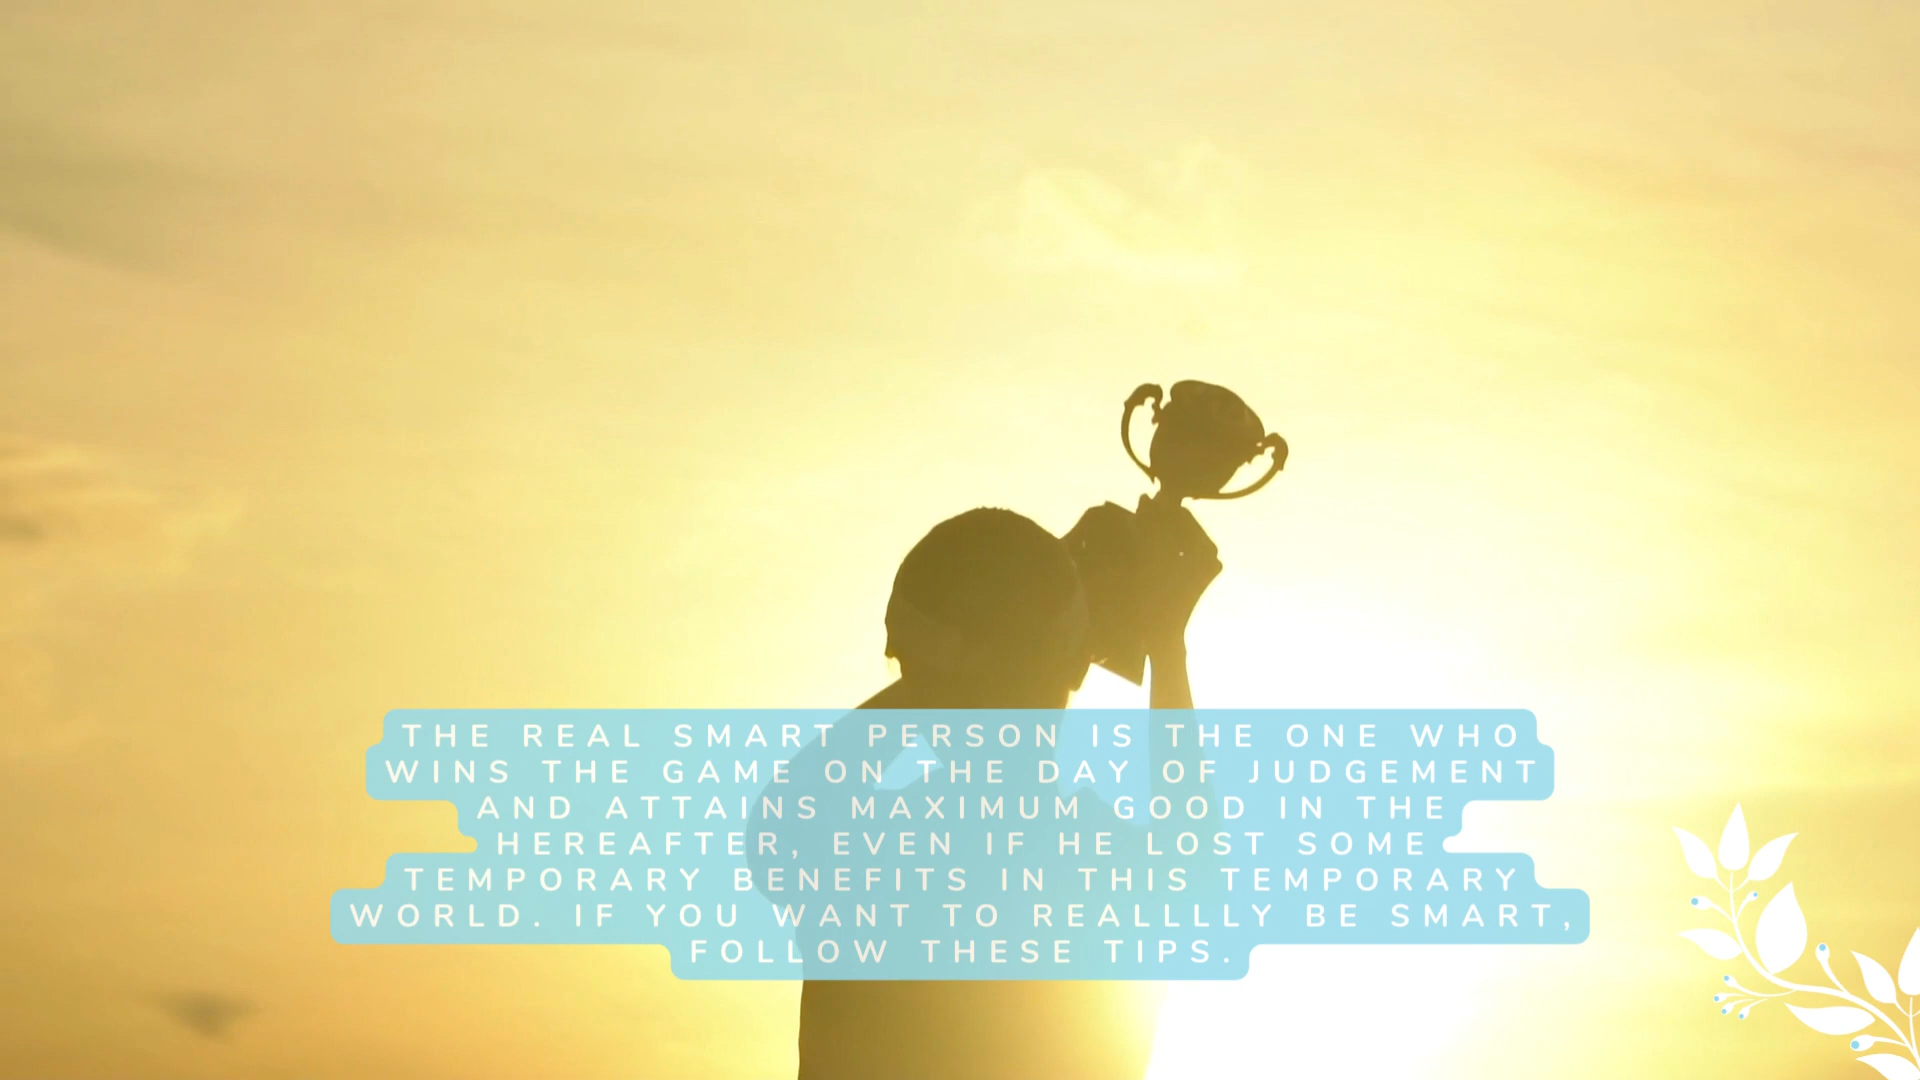 THE REAL SMART PERSON IS THE ONE WHO
WINS THE GAME ON THE DAY OF JUDGEMENT
AND ATTAINS MAXIMUM GOOD IN THE
HEREAFTER, EVEN IF HE LOST SOME
TEMPORARY BENEFITS IN THIS TEMPORARY
WORLD. IF YOU WANT TO REALLLLY BE SMART,
FOLLOW THESE TIPS.